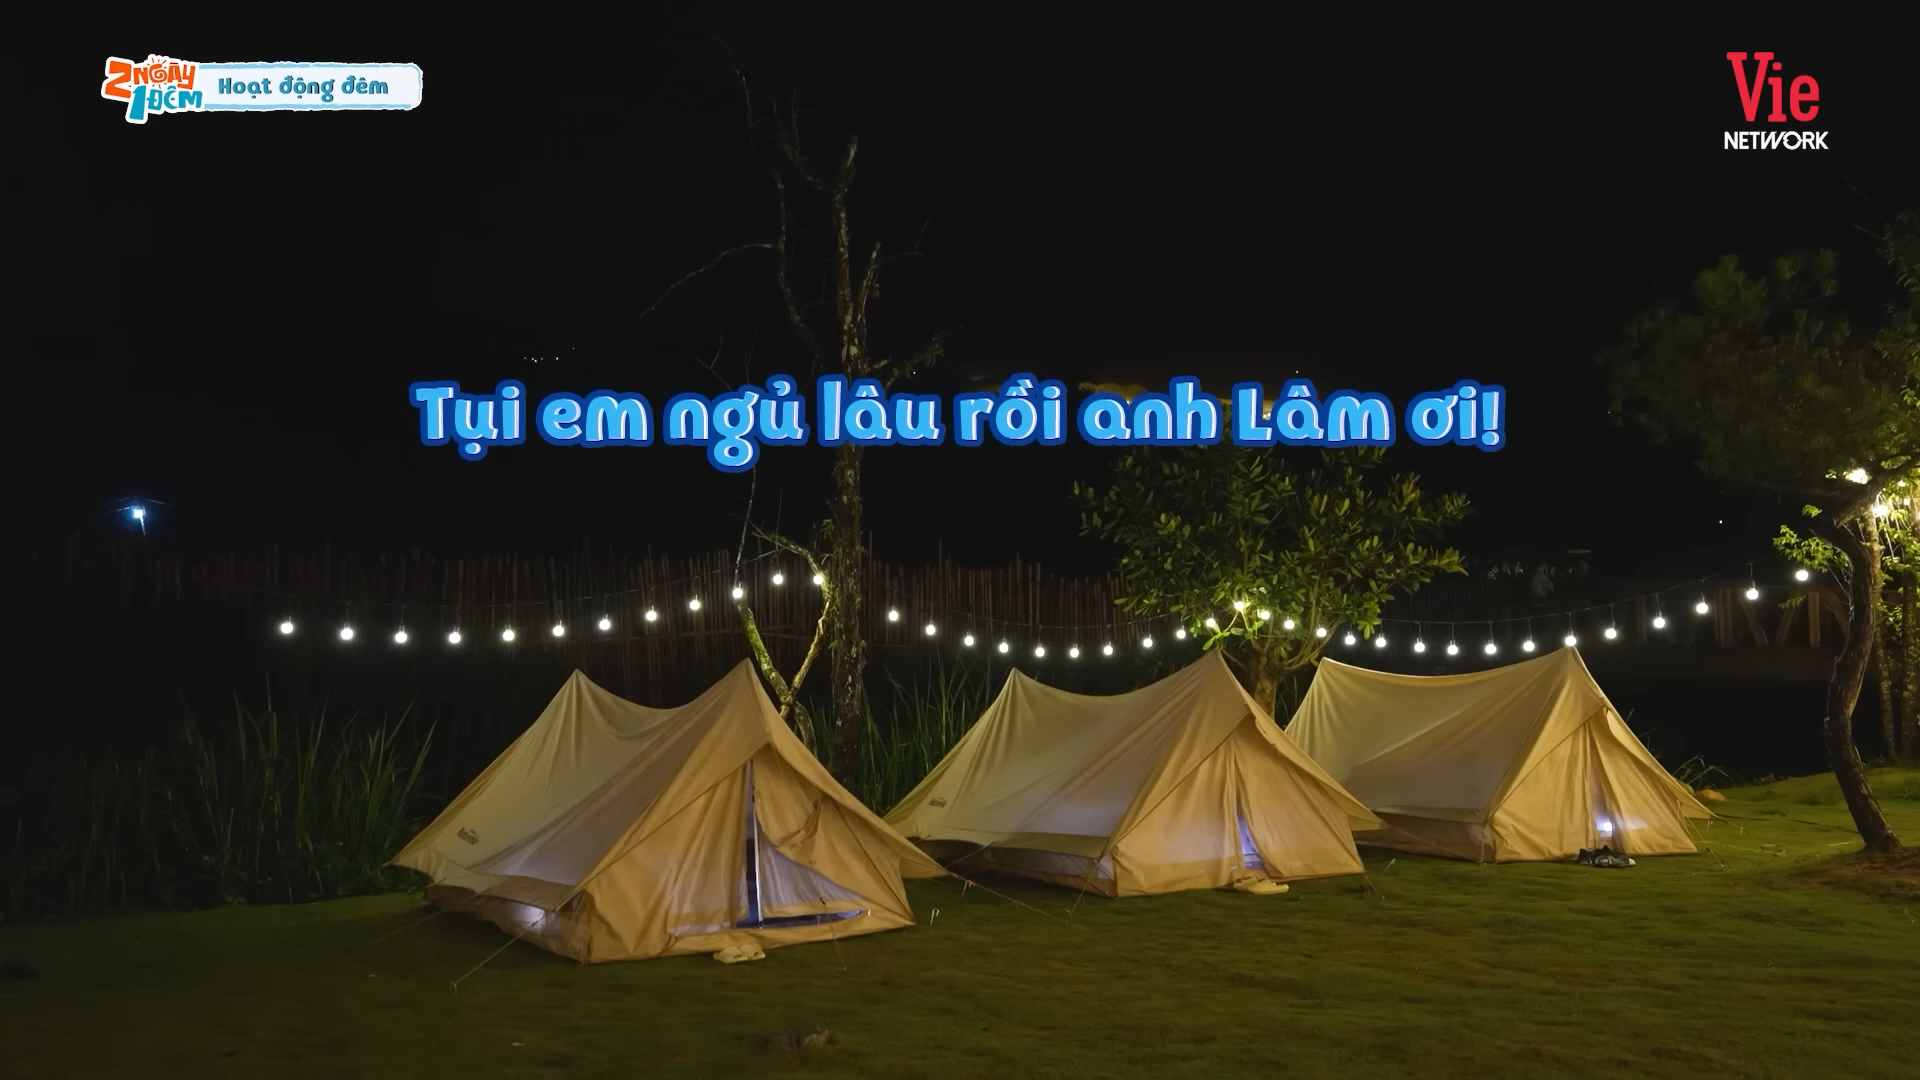 2 NGÀY
1 ĐÊM
Hoạt động đêm
Vie
NETWORK
Tụi em ngủ lâu rồi anh Lâm ơi!